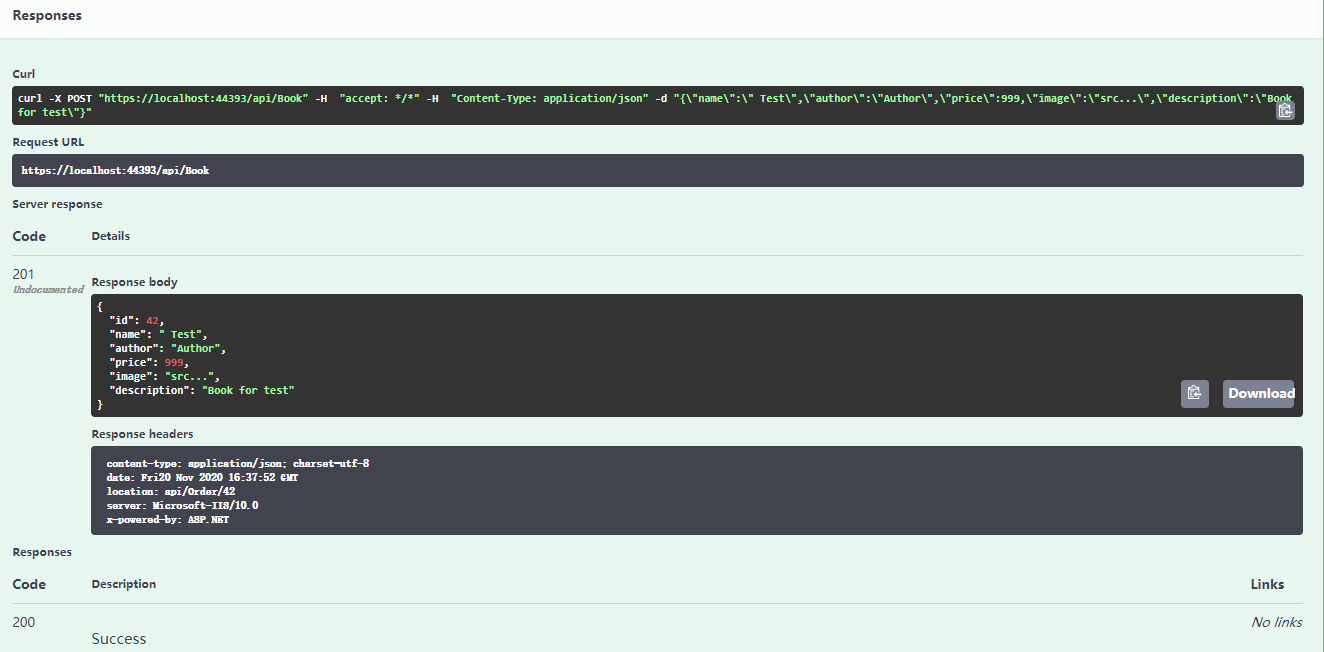 Responses
Curl
curl -X POST "https://localhost:44393/api/Book" -H  "accept: */*" -H  "Content-Type: application/json" -d "{\"name\":\" Test\",\"author\":\"Author\",\"price\":999,\"image\":\"src...\",\"description\":\"Book
for test\"}"
Request URL
https://localhost:44393/api/Book
Server response
Code Details
201
Undocumented
Response body
{
  "id": 42,
  "name": " Test",
  "author": "Author",
  "price": 999,
  "image": "src...",
  "description": "Book for test"
}
Download
Response headers
content-type: application/json; charset=utf-8
date: Fri20 Nov 2020 16:37:52 GMT
location: api/Order/42
server: Microsoft-IIS/10.0
x-powered-by: ASP.NET
Responses
Code Description Links
200 No links
Success